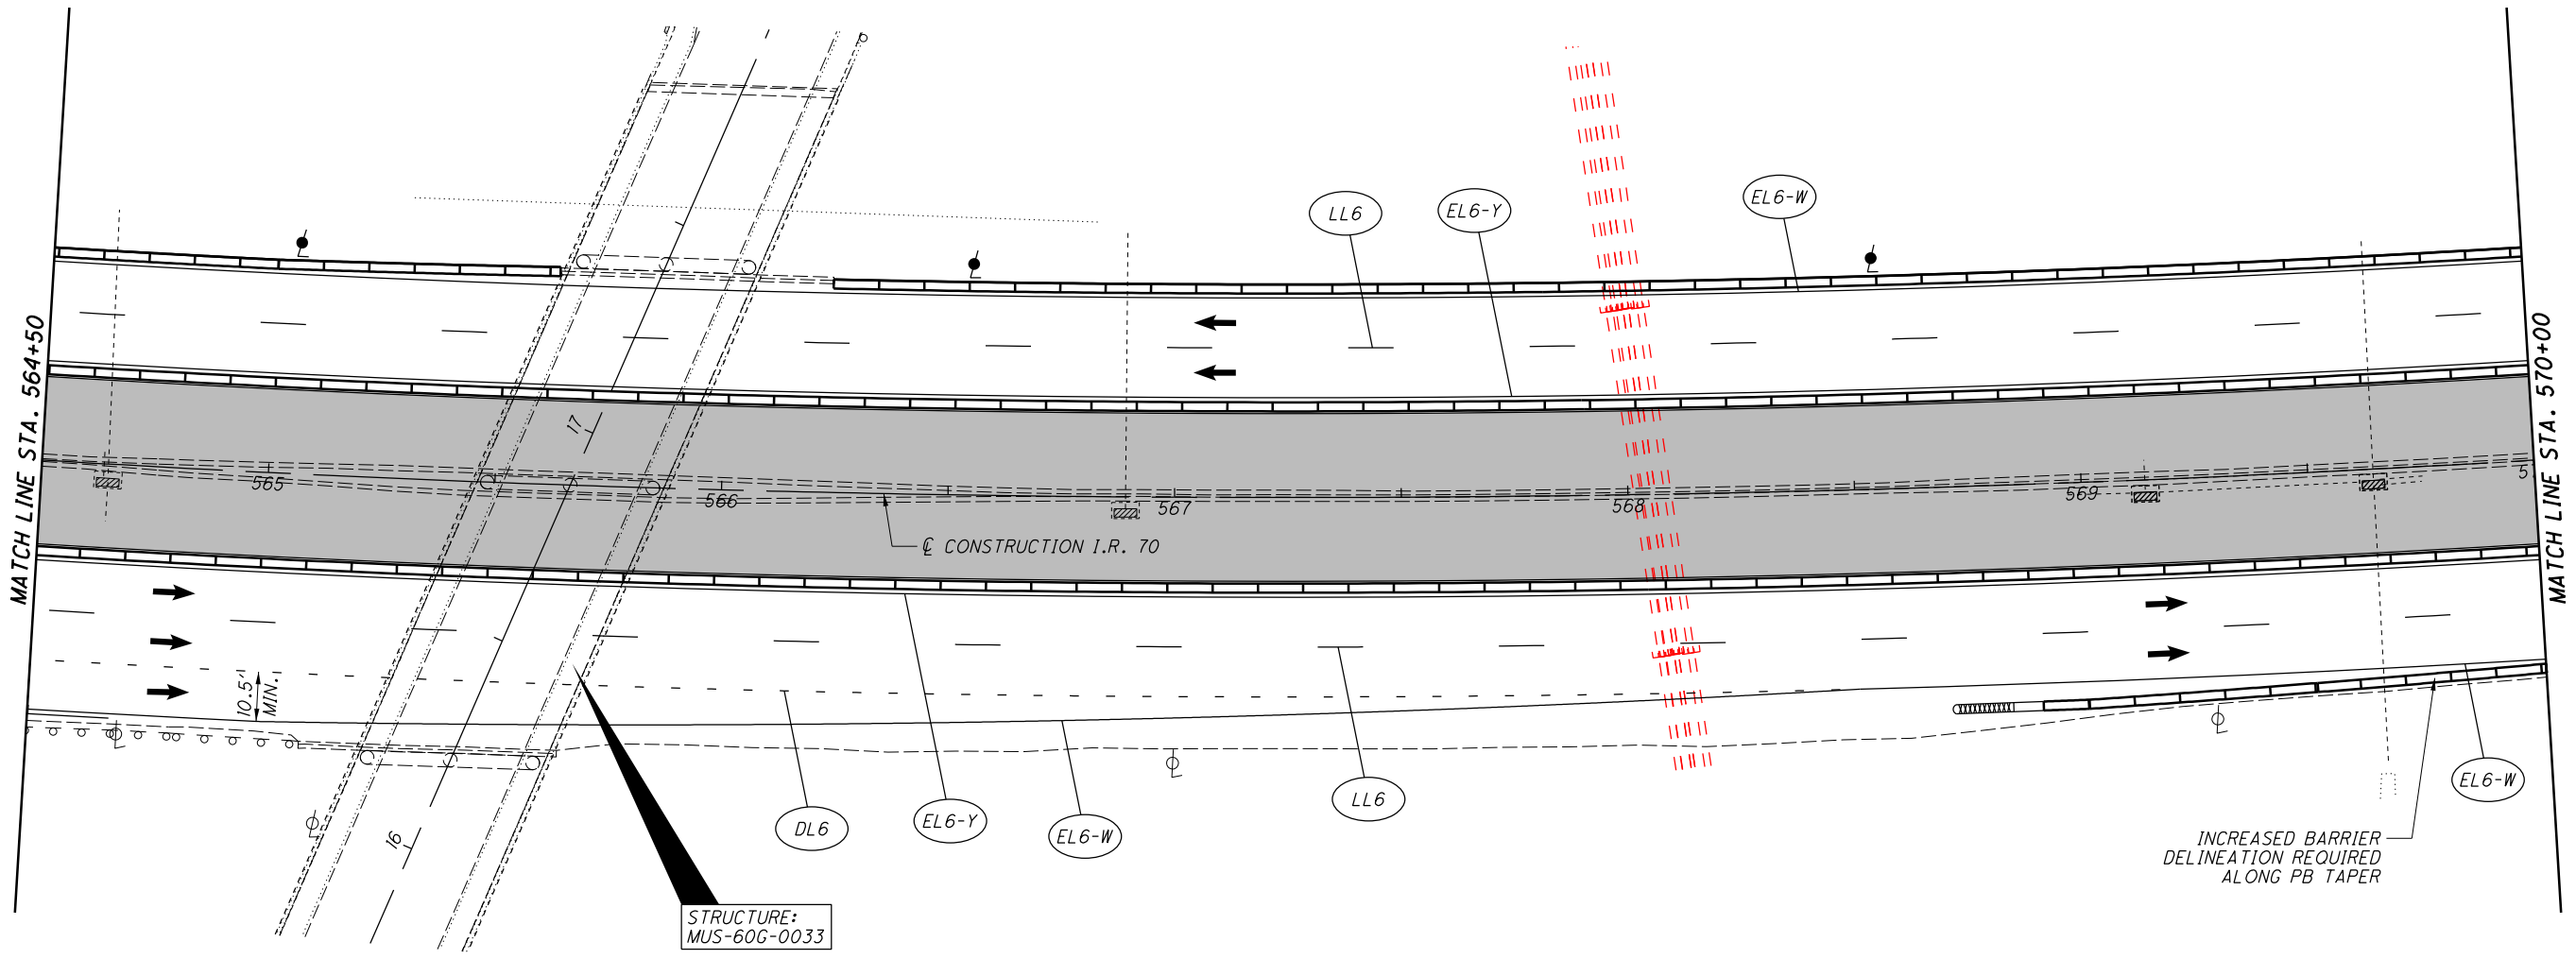 MATCH LINE STA. 564+50
LL6
EL6-Y
EL6-W
MATCH LINE STA. 570+00
17
565
566
567
568
569
5
℄ CONSTRUCTION I.R. 70
10.5'
MIN.
16
DL6
EL6-Y
EL6-W
LL6
EL6-W
INCREASED BARRIER
DELINEATION REQUIRED
ALONG PB TAPER
STRUCTURE:
MUS-60G-0033